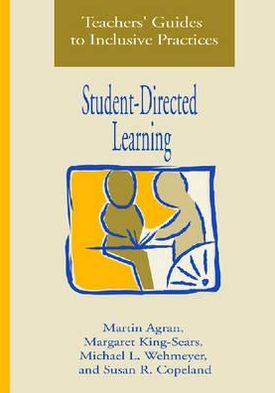 Teachers' Guides
to Inclusive Practices
Student-Directed
Learning
Martin Agran,
Margaret King-Sears,
Michael L. Wehmeyer,
and Susan R. Copeland